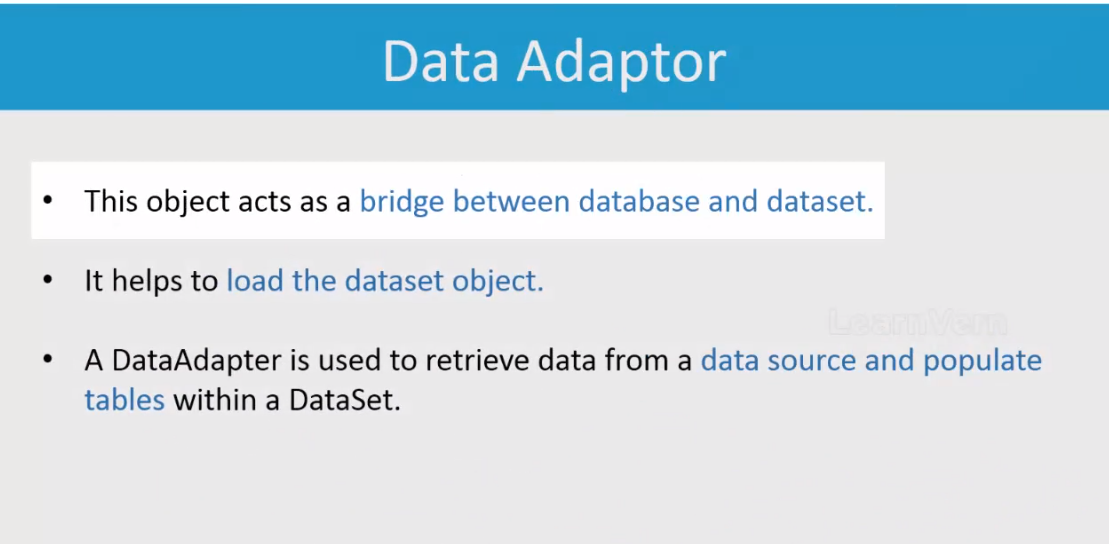 Data Adaptor
• This object acts as a bridge between database and dataset.
• It helps to load the dataset object.
LearnVern
• A DataAdapter is used to retrieve data from a data source and populate
tables within a DataSet.